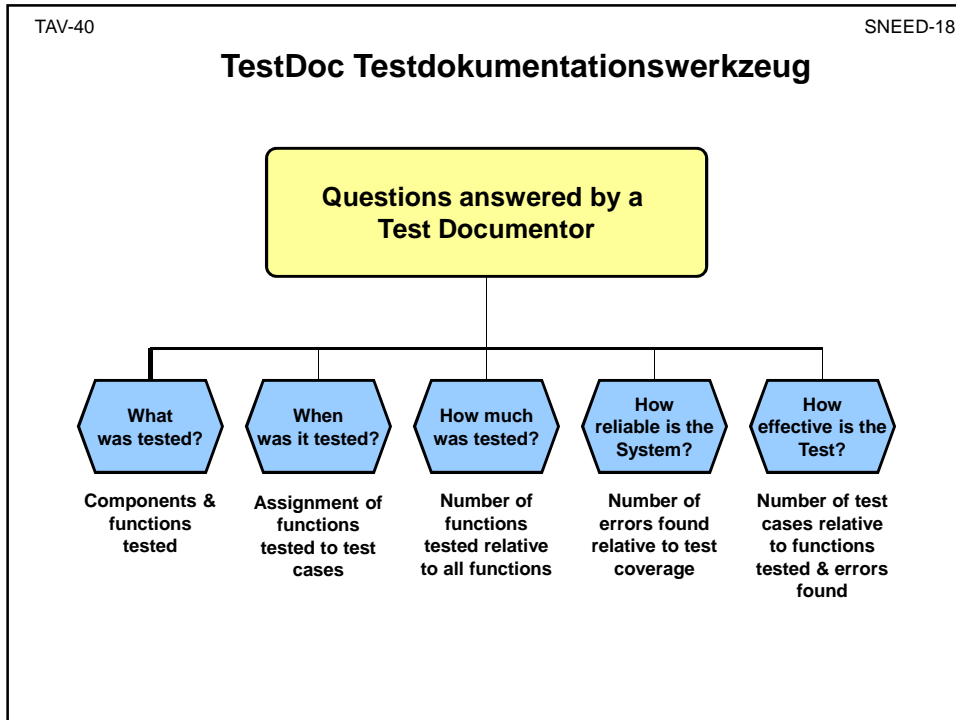 TAV-40
SNEED-18
TestDoc Testdokumentationswerkzeug
Questions answered by a
Test Documentor
What
was tested?
When
was it tested?
How much
was tested?
How
reliable is the
System?
How
effective is the
Test?
Components &
functions
tested
Assignment of
functions
tested to test
cases
Number of
functions
tested relative
to all functions
Number of
errors found
relative to test
coverage
Number of test
cases relative
to functions
tested & errors
found